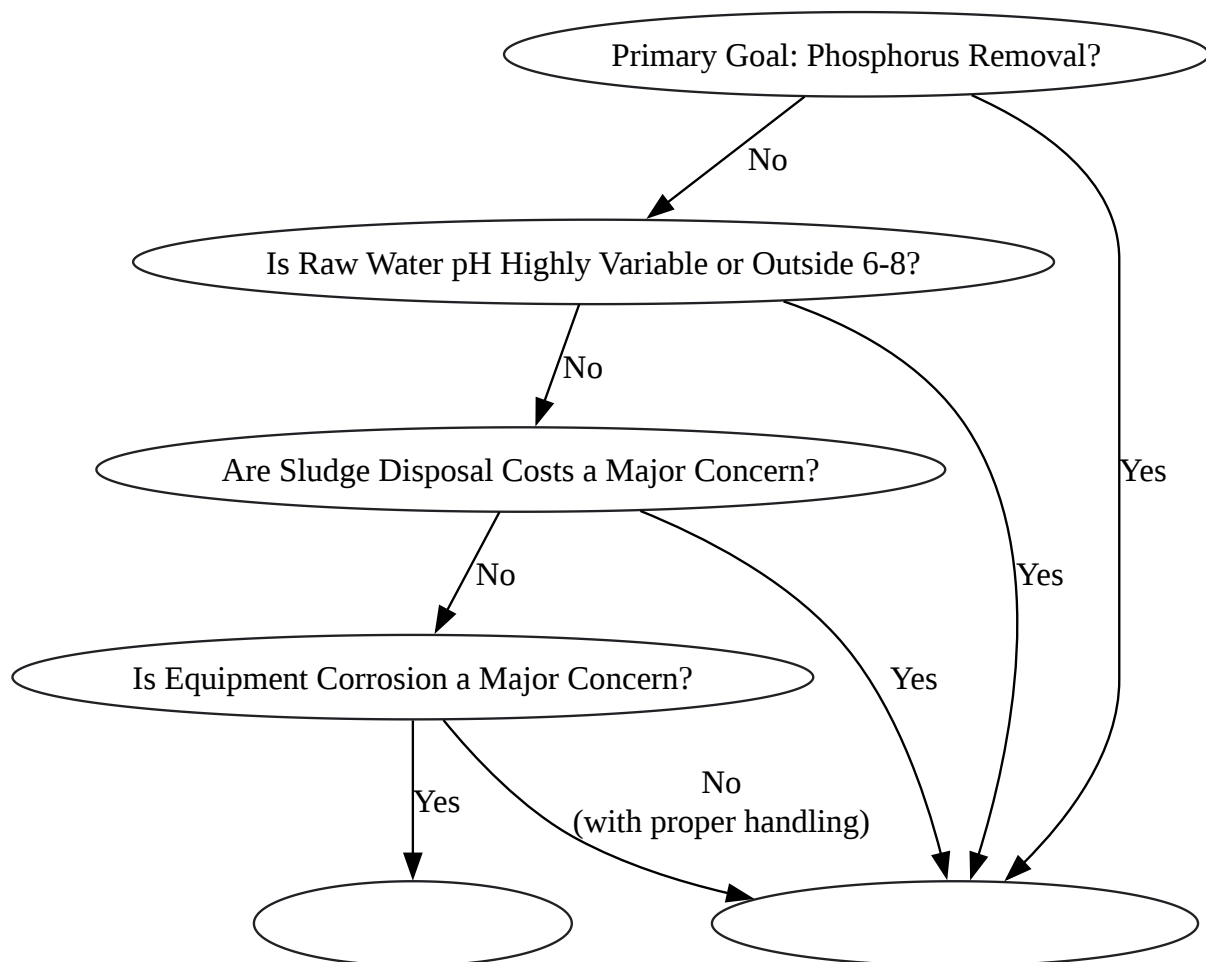 Primary Goal: Phosphorus Removal?
No
Is Raw Water pH Highly Variable or Outside 6-8?
No
Are Sludge Disposal Costs a Major Concern?
Yes
No
Yes
Is Equipment Corrosion a Major Concern?
Yes
No
(with proper handling)
Yes